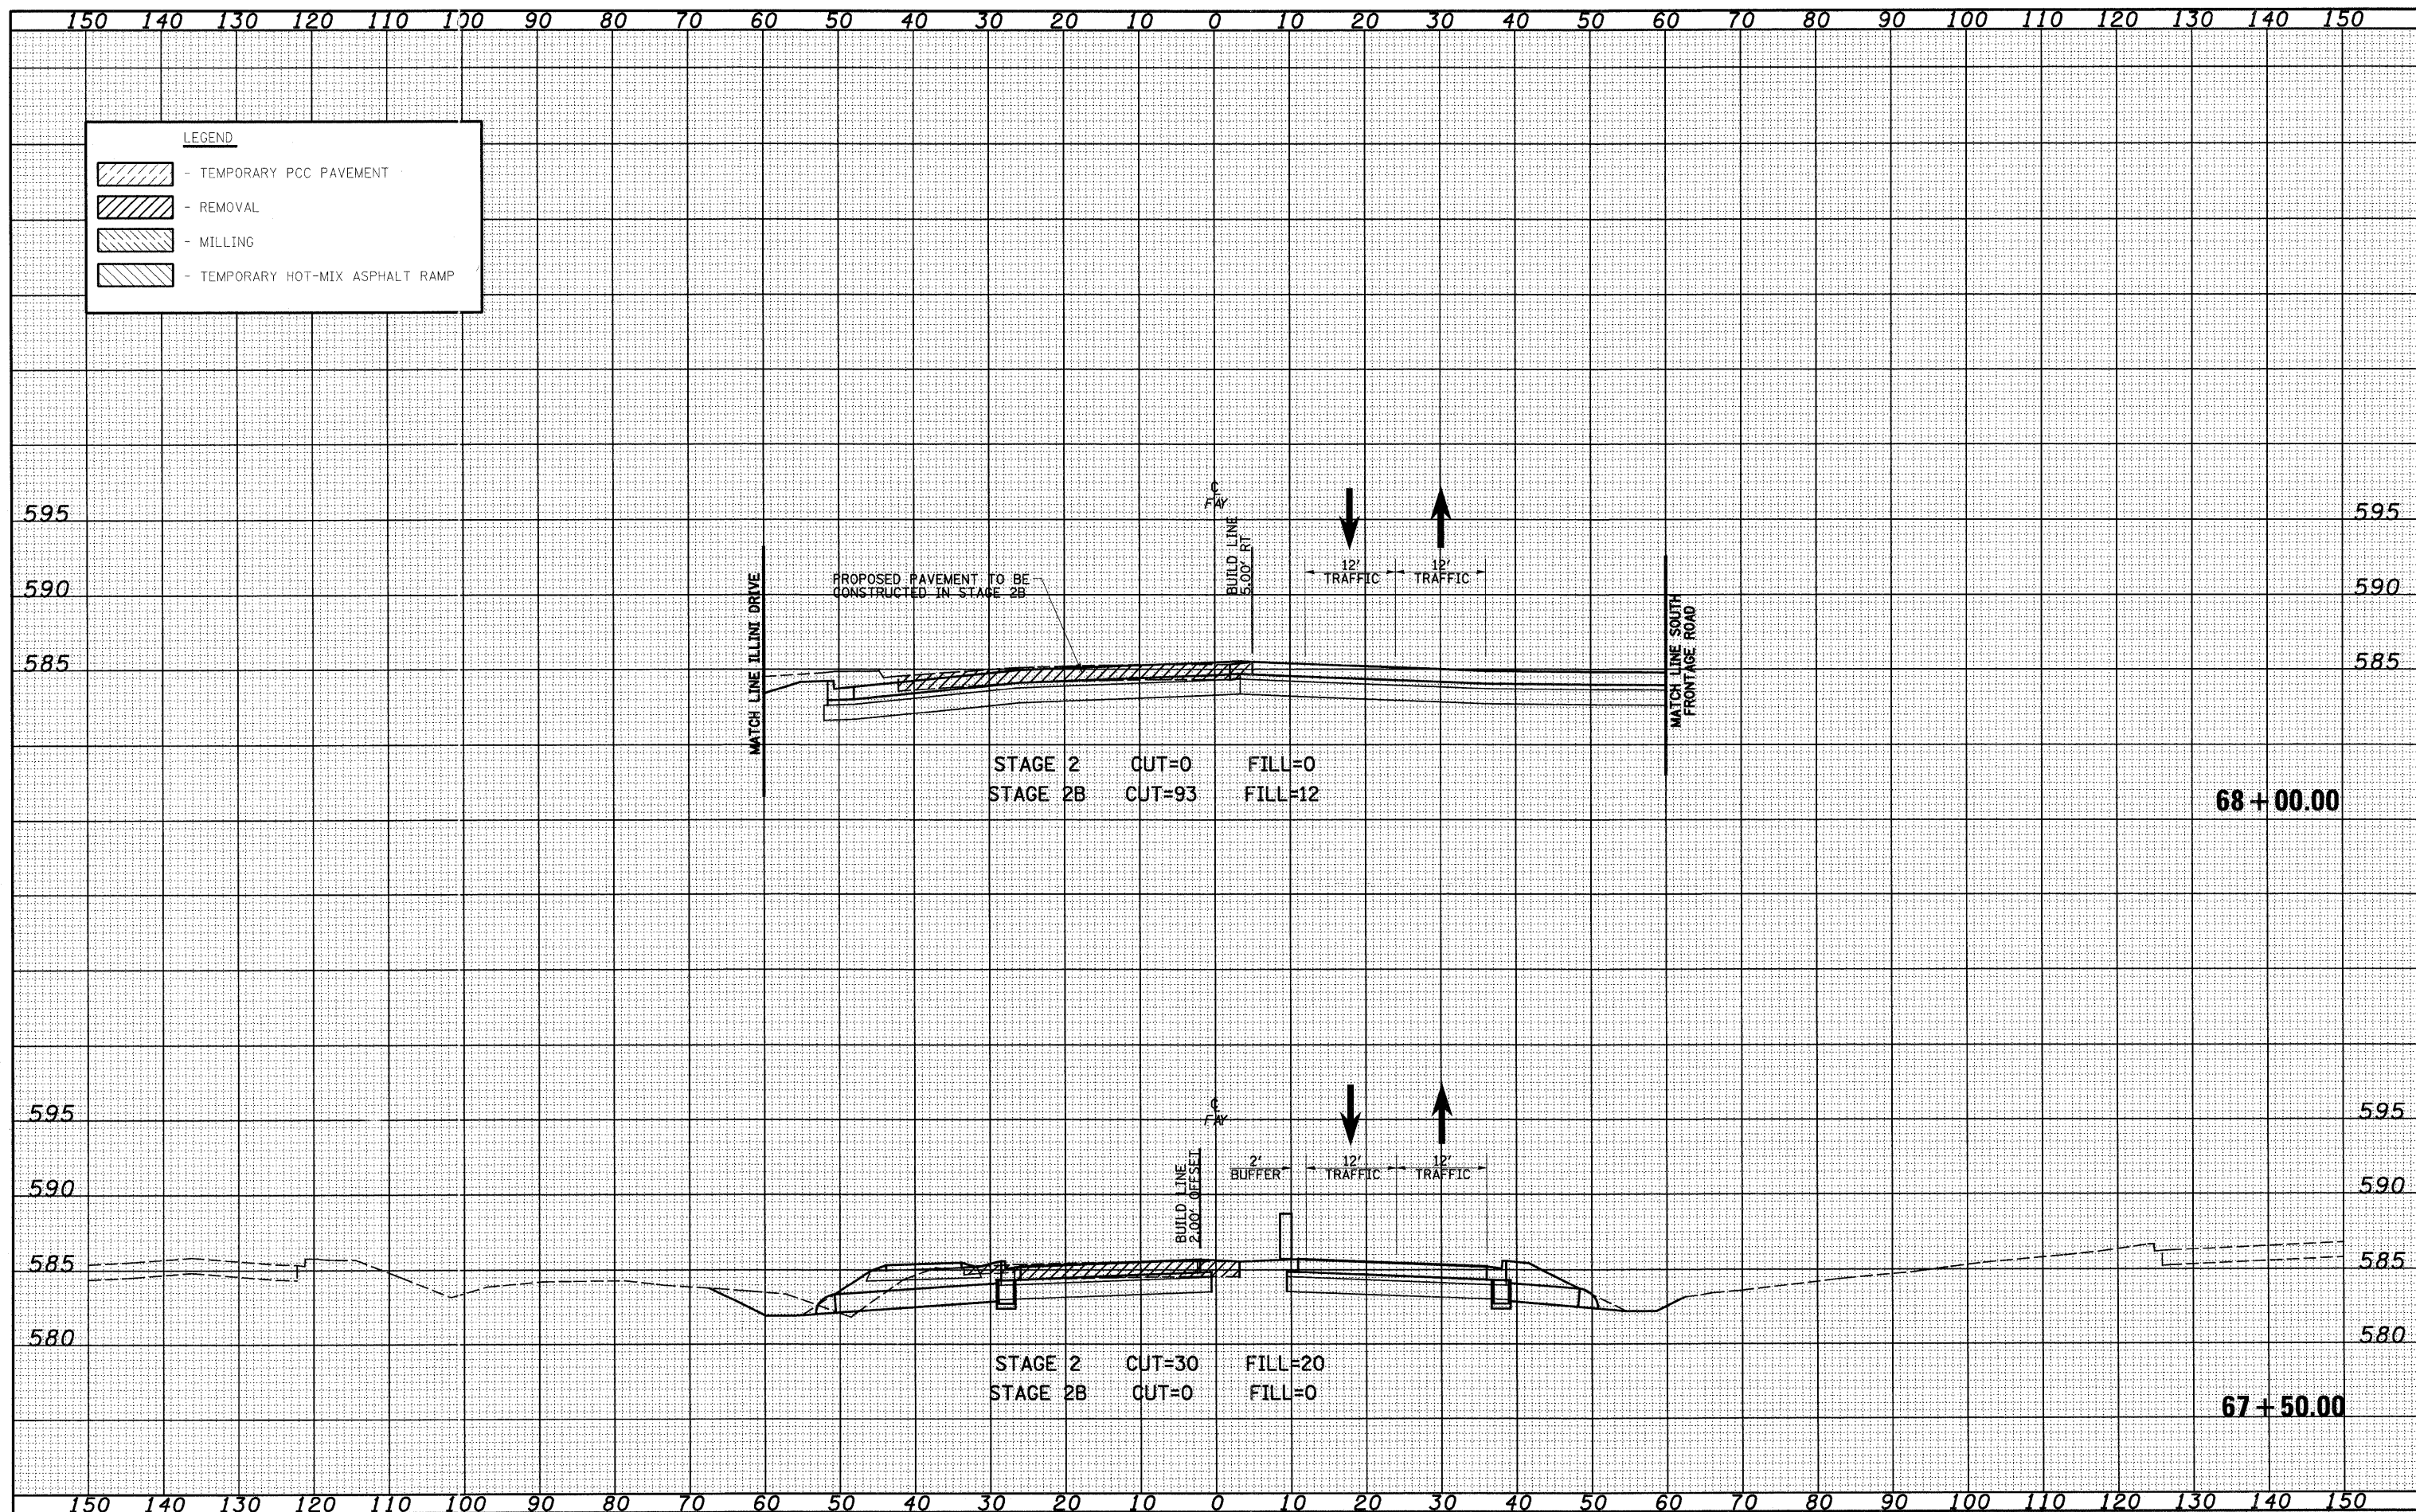 150 140 130 120 110 100 90 80 70 60 50 40 30 20 10 0 10 20 30 40 50 60 70 80 90 100 110 120 130 140 150
LEGEND
- TEMPORARY PCC PAVEMENT
- REMOVAL
- MILLING
- TEMPORARY HOT-MIX ASPHALT RAMP
℄
FAY
595 595
BUILD LINE
5.00' RT
12'
TRAFFIC
12'
TRAFFIC
PROPOSED PAVEMENT TO BE
CONSTRUCTED IN STAGE 2B
590 590
MATCH LINE ILLINI DRIVE
MATCH LINE SOUTH
FRONTAGE ROAD
585 585
STAGE 2 CUT=0 FILL=0
STAGE 2B CUT=93 FILL=12
68+00.00
℄
FAY
595 595
BUILD LINE
2.00' OFFSET
2'
BUFFER
12'
TRAFFIC
12'
TRAFFIC
590 590
585 585
580 580
STAGE 2 CUT=30 FILL=20
STAGE 2B CUT=0 FILL=0
67+50.00
150 140 130 120 110 100 90 80 70 60 50 40 30 20 10 0 10 20 30 40 50 60 70 80 90 100 110 120 130 140 150